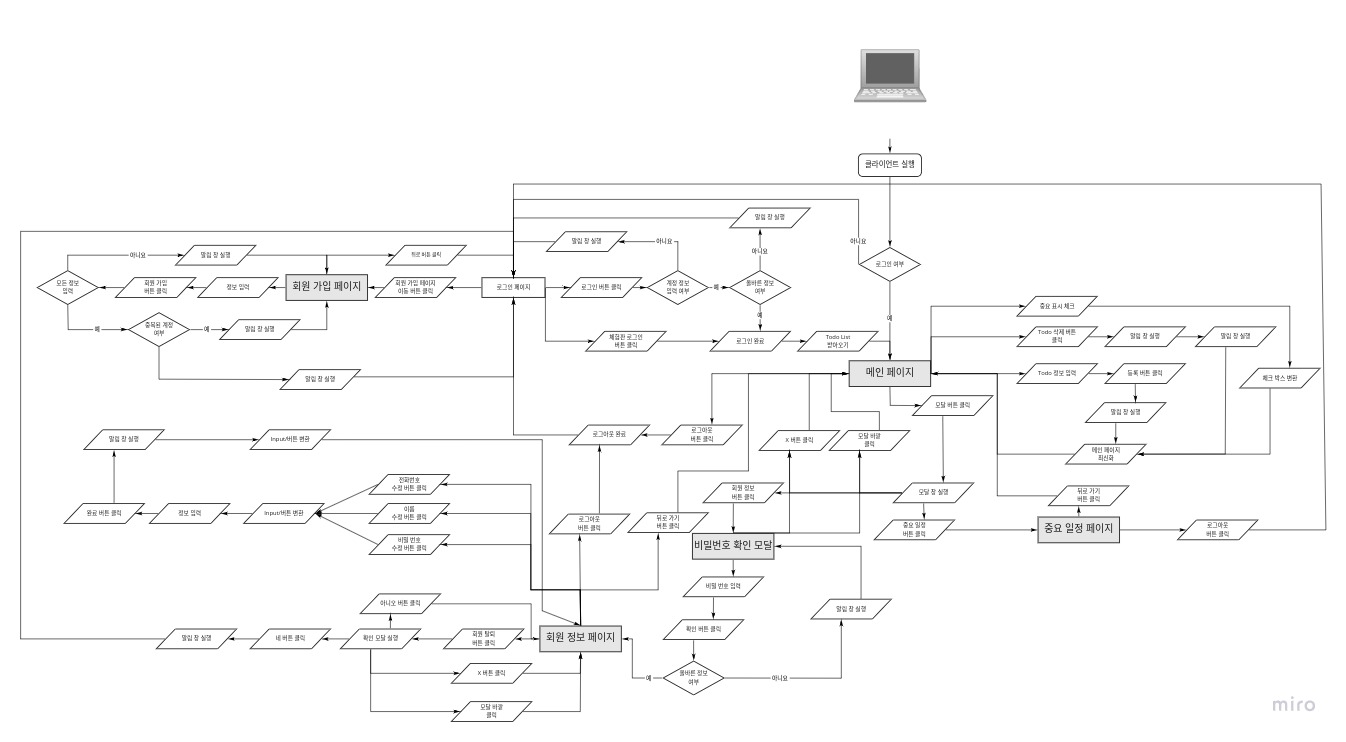 클라이언트 실행
알림 창 실행
아니요
알림 창 실행
아니요
아니요
아니요
알림 창 실행
뒤로 버튼 클릭
로그인 여부
모든 정보
입력
회원 가입
버튼 클릭
정보 입력
회원 가입 페이지
회원 가입 페이지
이동 버튼 클릭
로그인 페이지
로그인 버튼 클릭
계정 정보
입력 여부
예
올바른 정보
여부
예
예
예
중복된 계정
여부
예
알림 창 실행
체험판 로그인
버튼 클릭
로그인 완료
Todo List
받아오기
중요 표시 체크
Todo 삭제 버튼
클릭
알림 창 실행
알림 창 실행
알림 창 실행
메인 페이지
Todo 정보 입력
등록 버튼 클릭
체크 박스 변환
모달 버튼 클릭
알림 창 실행
알림 창 실행
Input/버튼 변환
로그아웃 완료
로그아웃
버튼 클릭
X 버튼 클릭
모달 바깥
클릭
메인 페이지
최신화
전화번호
수정 버튼 클릭
회원 정보
버튼 클릭
모달 창 실행
뒤로 가기
버튼 클릭
완료 버튼 클릭
정보 입력
Input/버튼 변환
이름
수정 버튼 클릭
로그아웃
버튼 클릭
뒤로 가기
버튼 클릭
중요 일정
버튼 클릭
중요 일정 페이지
로그아웃
버튼 클릭
비밀 번호
수정 버튼 클릭
비밀번호 확인 모달
비밀 번호 입력
아니오 버튼 클릭
알림 창 실행
알림 창 실행
네 버튼 클릭
확인 모달 실행
회원 탈퇴
버튼 클릭
회원 정보 페이지
확인 버튼 클릭
X 버튼 클릭
예
올바른 정보
여부
아니요
모달 바깥
클릭
miro